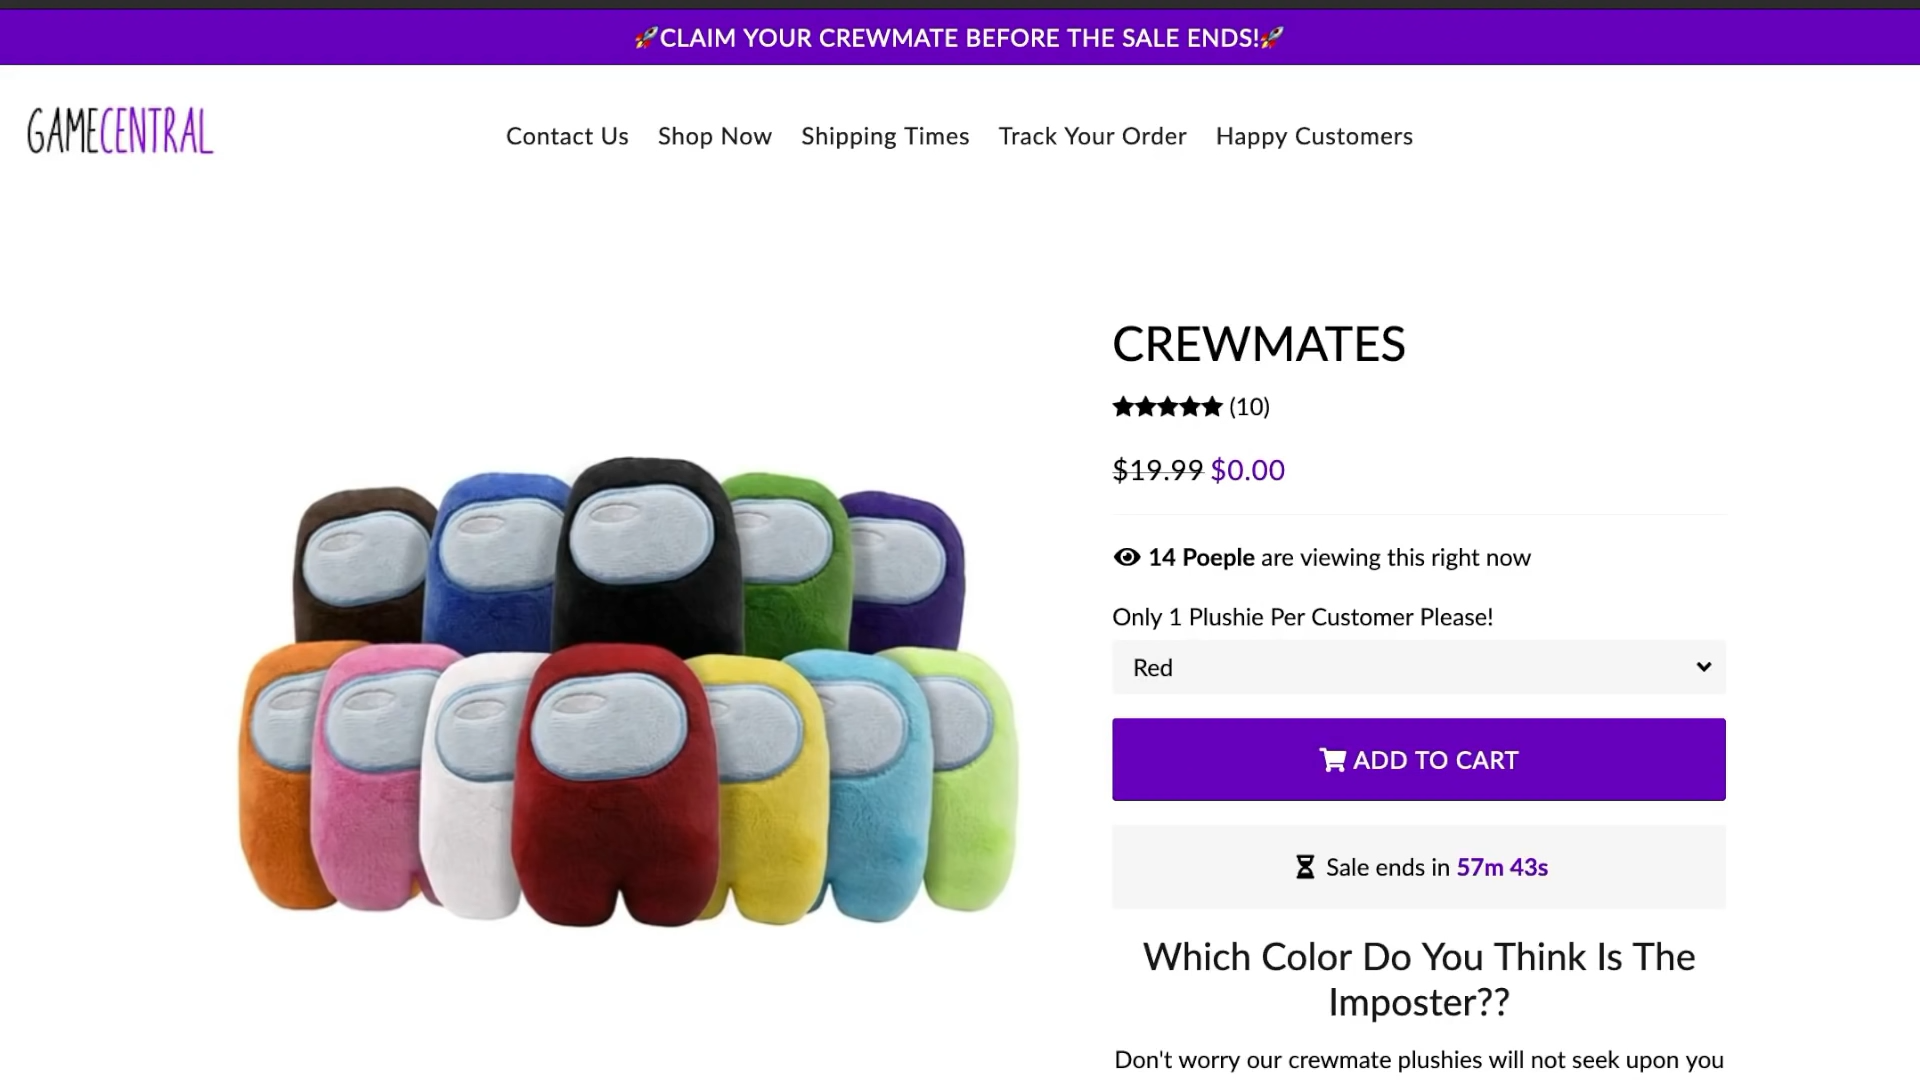 🚀CLAIM YOUR CREWMATE BEFORE THE SALE ENDS!🚀
GAMECENTRAL
Contact Us Shop Now Shipping Times Track Your Order Happy Customers
CREWMATES
★★★★★ (10)
$19.99 $0.00
14 Poeple are viewing this right now
Only 1 Plushie Per Customer Please!
Red
ADD TO CART
Sale ends in 57m 43s
Which Color Do You Think Is The
Imposter??
Don't worry our crewmate plushies will not seek upon you